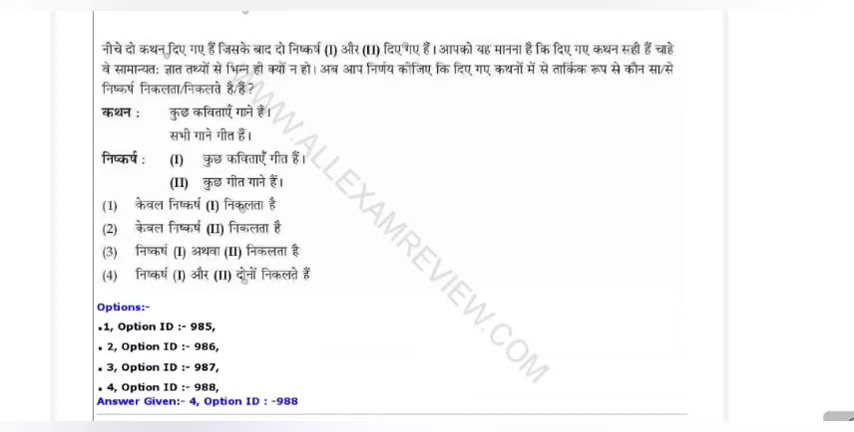 नीचे दो कथन दिए गए हैं जिसके बाद दो निष्कर्ष (I) और (II) दिए गए हैं। आपको यह मानना है कि दिए गए कथन सही हैं चाहे
वे सामान्यतः ज्ञात तथ्यों से भिन्न ही क्यों न हो। अब आप निर्णय कीजिए कि दिए गए कथनों में से तार्किक रूप से कौन सा/से
निष्कर्ष निकलता/निकलते है/हैं?
कथन : कुछ कविताएँ गाने हैं।
सभी गाने गीत हैं।
निष्कर्ष : (I) कुछ कविताएँ गीत हैं।
(II) कुछ गीत गाने हैं।
(1) केवल निष्कर्ष (I) निकलता है
(2) केवल निष्कर्ष (II) निकलता है
(3) निष्कर्ष (I) अथवा (II) निकलता है
(4) निष्कर्ष (I) और (II) दोनों निकलते हैं
WWW.ALLEXAMREVIEW.COM
Options:-
.1, Option ID :- 985,
. 2, Option ID :- 986,
. 3, Option ID :- 987,
. 4, Option ID :- 988,
Answer Given:- 4, Option ID : -988